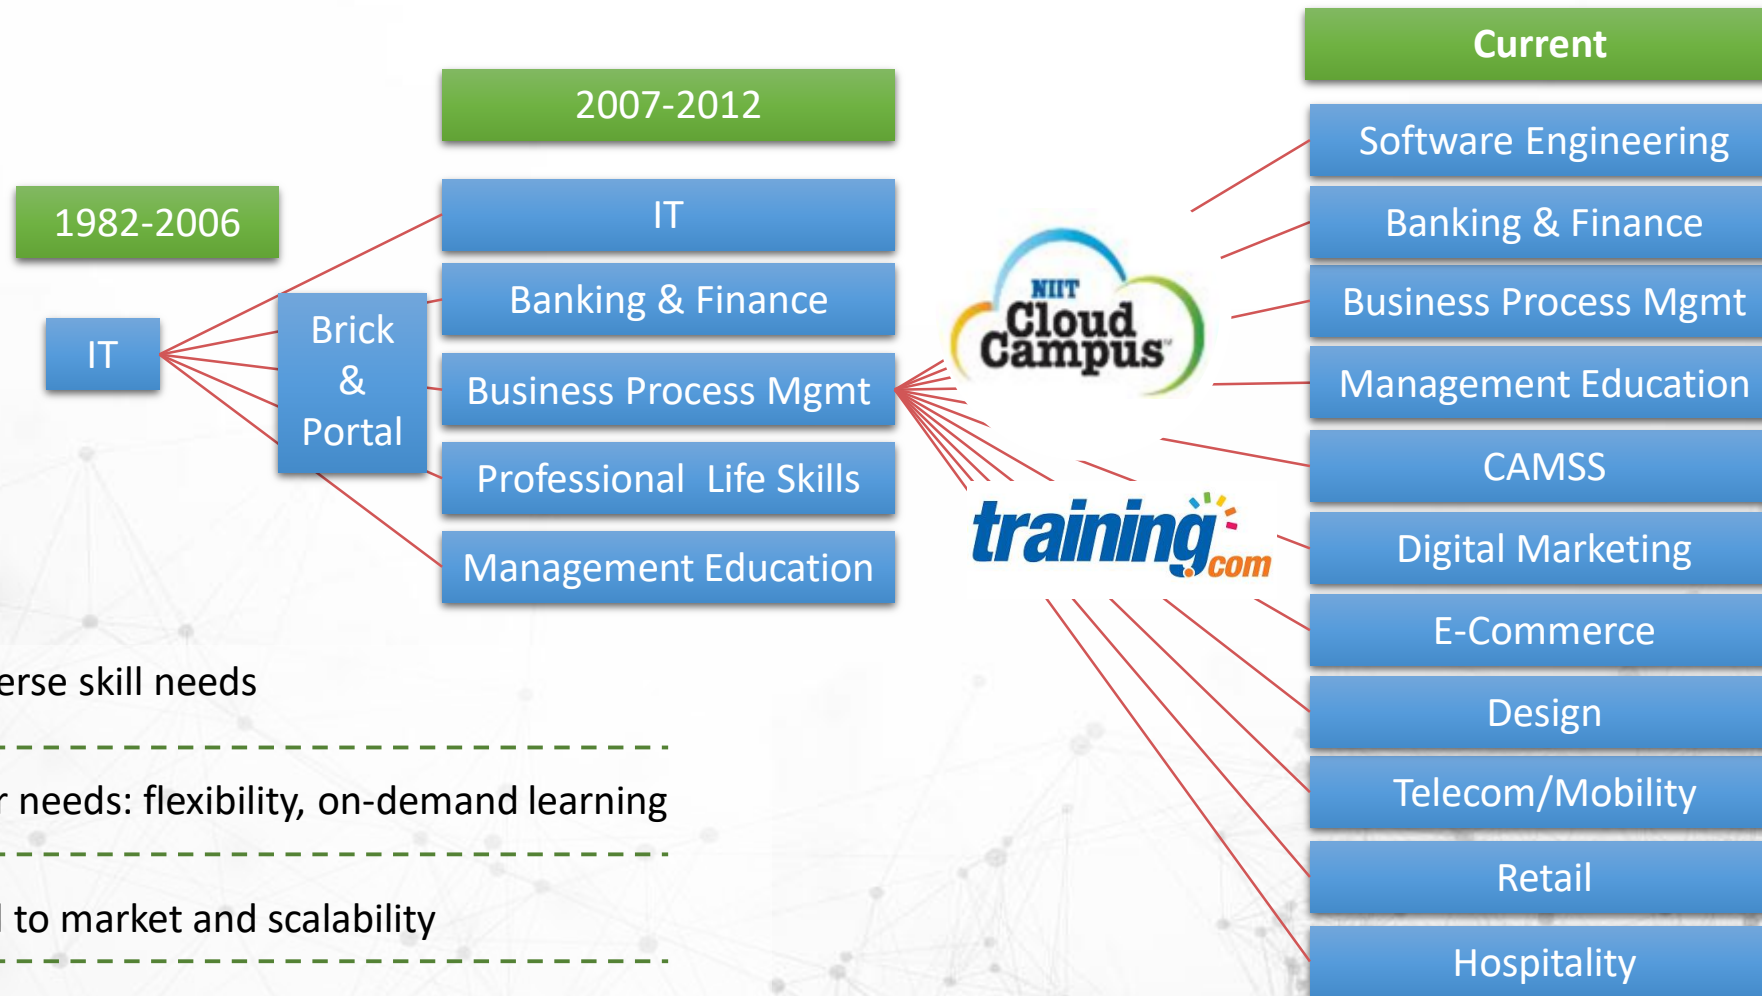 1982-2006
IT
Brick
&
Portal
2007-2012
IT
Banking & Finance
Business Process Mgmt
Professional Life Skills
Management Education
NIIT
Cloud
Campus
training.com
Current
Software Engineering
Banking & Finance
Business Process Mgmt
Management Education
CAMSS
Digital Marketing
E-Commerce
Design
Telecom/Mobility
Retail
Hospitality
skill needs
needs: flexibility, on-demand learning
to market and scalability